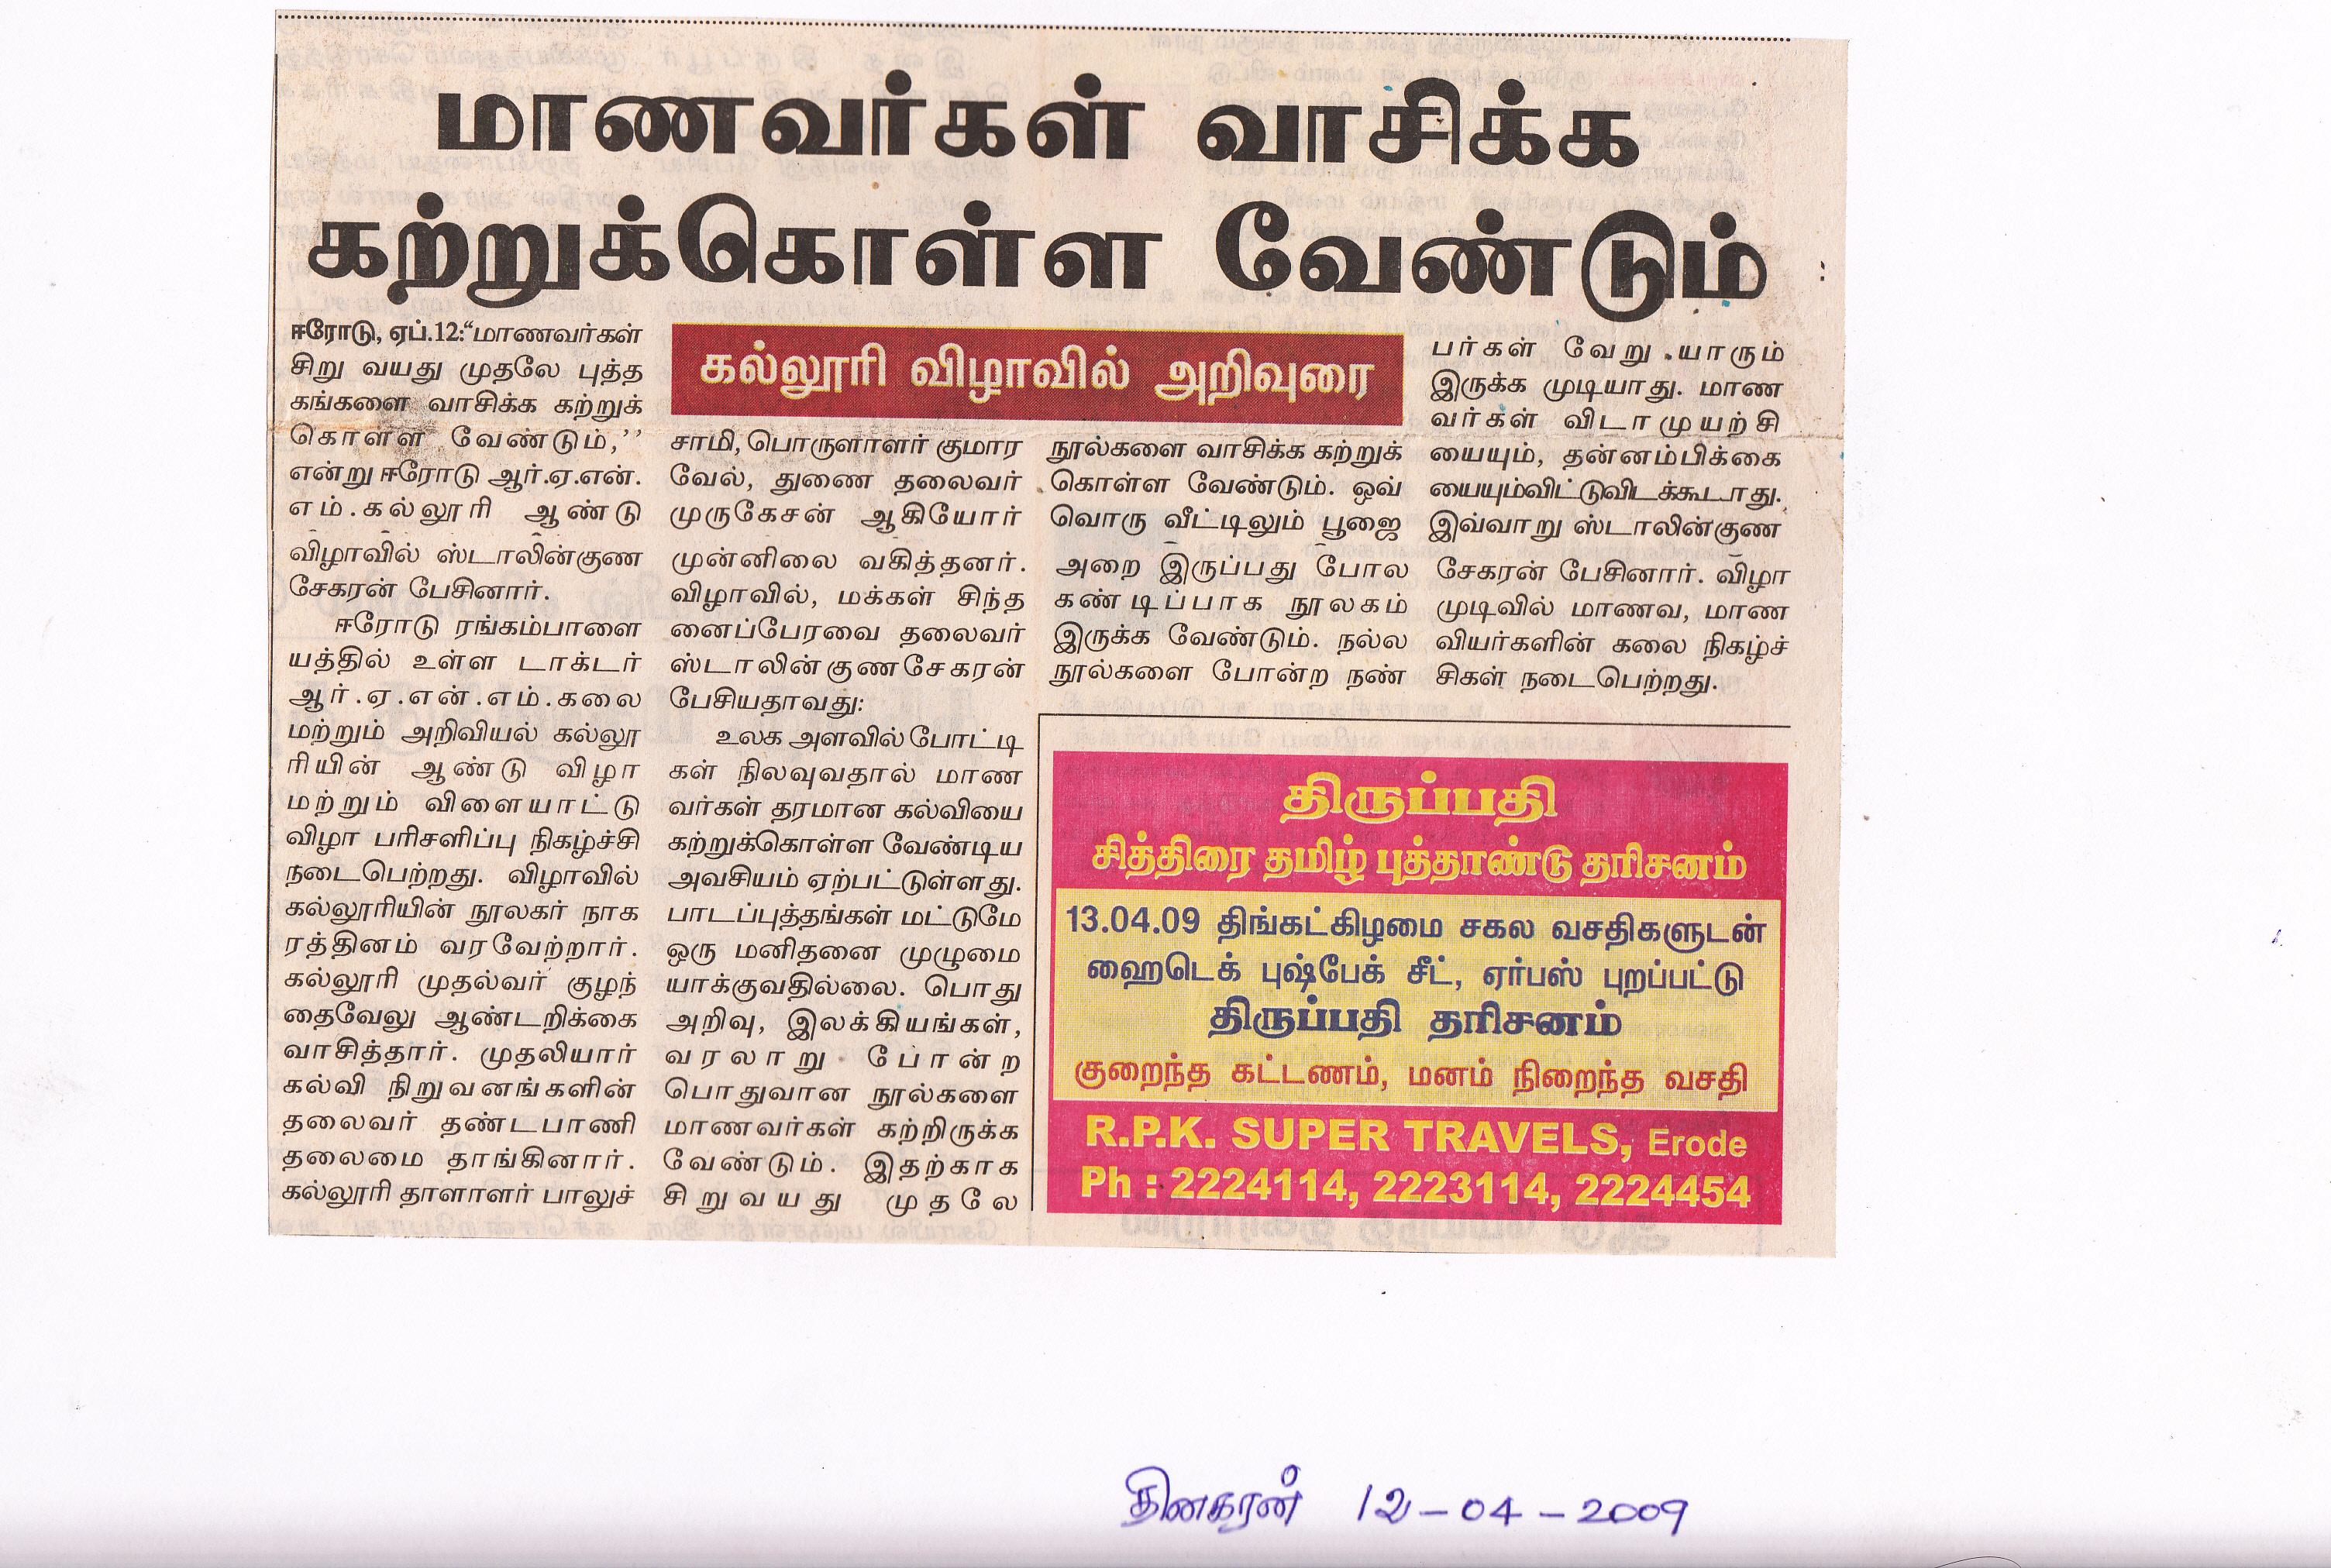 மாணவர்கள் வாசிக்க
கற்றுக்கொள்ள வேண்டும்
கல்லூரி விழாவில் அறிவுரை
ஈரோடு, ஏப்.12:“மாணவர்கள்
சிறு வயது முதலே புத்த
கங்களை வாசிக்க கற்றுக்
கொள்ள வேண்டும்,’’
என்று ஈரோடு ஆர்.ஏ.என்.
எம்.கல்லூரி ஆண்டு
விழாவில் ஸ்டாலின்குண
சேகரன் பேசினார்.
ஈரோடு ரங்கம்பாளை
யத்தில் உள்ள டாக்டர்
ஆர்.ஏ.என்.எம்.கலை
மற்றும் அறிவியல் கல்லூ
ரியின் ஆண்டு விழா
மற்றும் விளையாட்டு
விழா பரிசளிப்பு நிகழ்ச்சி
நடைபெற்றது. விழாவில்
கல்லூரியின் நூலகர் நாக
ரத்தினம் வரவேற்றார்.
கல்லூரி முதல்வர் குழந்
தைவேலு ஆண்டறிக்கை
வாசித்தார். முதலியார்
கல்வி நிறுவனங்களின்
தலைவர் தண்டபாணி
தலைமை தாங்கினார்.
கல்லூரி தாளாளர் பாலுச்
சாமி, பொருளாளர் குமார
வேல், துணை தலைவர்
முருகேசன் ஆகியோர்
முன்னிலை வகித்தனர்.
விழாவில், மக்கள் சிந்த
னைப்பேரவை தலைவர்
ஸ்டாலின்குணசேகரன்
பேசியதாவது:
உலக அளவில் போட்டி
கள் நிலவுவதால் மாண
வர்கள் தரமான கல்வியை
கற்றுக்கொள்ள வேண்டிய
அவசியம் ஏற்பட்டுள்ளது.
பாடப்புத்தங்கள் மட்டுமே
ஒரு மனிதனை முழுமை
யாக்குவதில்லை. பொது
அறிவு, இலக்கியங்கள்,
வரலாறு போன்ற
பொதுவான நூல்களை
மாணவர்கள் கற்றிருக்க
வேண்டும். இதற்காக
சிறுவயது முதலே
நூல்களை வாசிக்க கற்றுக்
கொள்ள வேண்டும். ஒவ்
வொரு வீட்டிலும் பூஜை
அறை இருப்பது போல
கண்டிப்பாக நூலகம்
இருக்க வேண்டும். நல்ல
நூல்களை போன்ற நண்
பர்கள் வேறு யாரும்
இருக்க முடியாது. மாண
வர்கள் விடாமுயற்சி
யையும், தன்னம்பிக்கை
யையும்விட்டுவிடக்கூடாது.
இவ்வாறு ஸ்டாலின்குண
சேகரன் பேசினார். விழா
முடிவில் மாணவ, மாண
வியர்களின் கலை நிகழ்ச்
சிகள் நடைபெற்றது.
திருப்பதி
சித்திரை தமிழ் புத்தாண்டு தரிசனம்
13.04.09 திங்கட்கிழமை சகல வசதிகளுடன்
ஹைடெக் புஷ்பேக் சீட், ஏர்பஸ் புறப்பட்டு
திருப்பதி தரிசனம்
குறைந்த கட்டணம், மனம் நிறைந்த வசதி
R.P.K. SUPER TRAVELS, Erode
Ph : 2224114, 2223114, 2224454
தினகரன் 12-04-2009